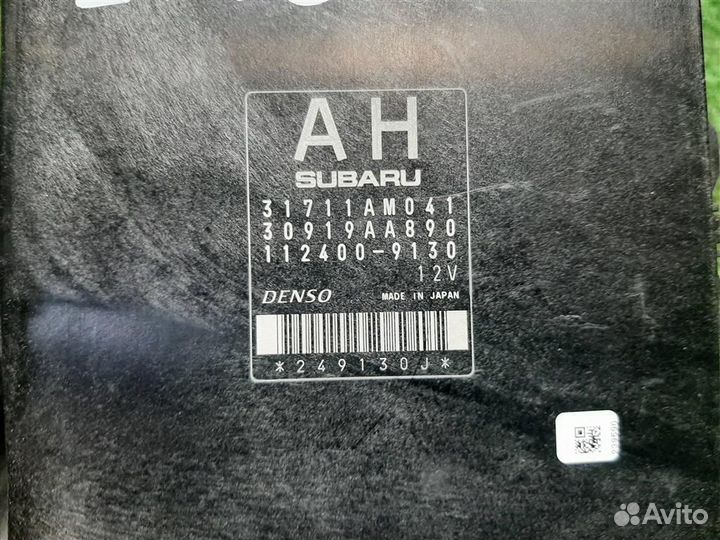 AH
SUBARU
31711AM041
30919AA890
112400-9130
12V
DENSO MADE IN JAPAN
*249130J*
Avito